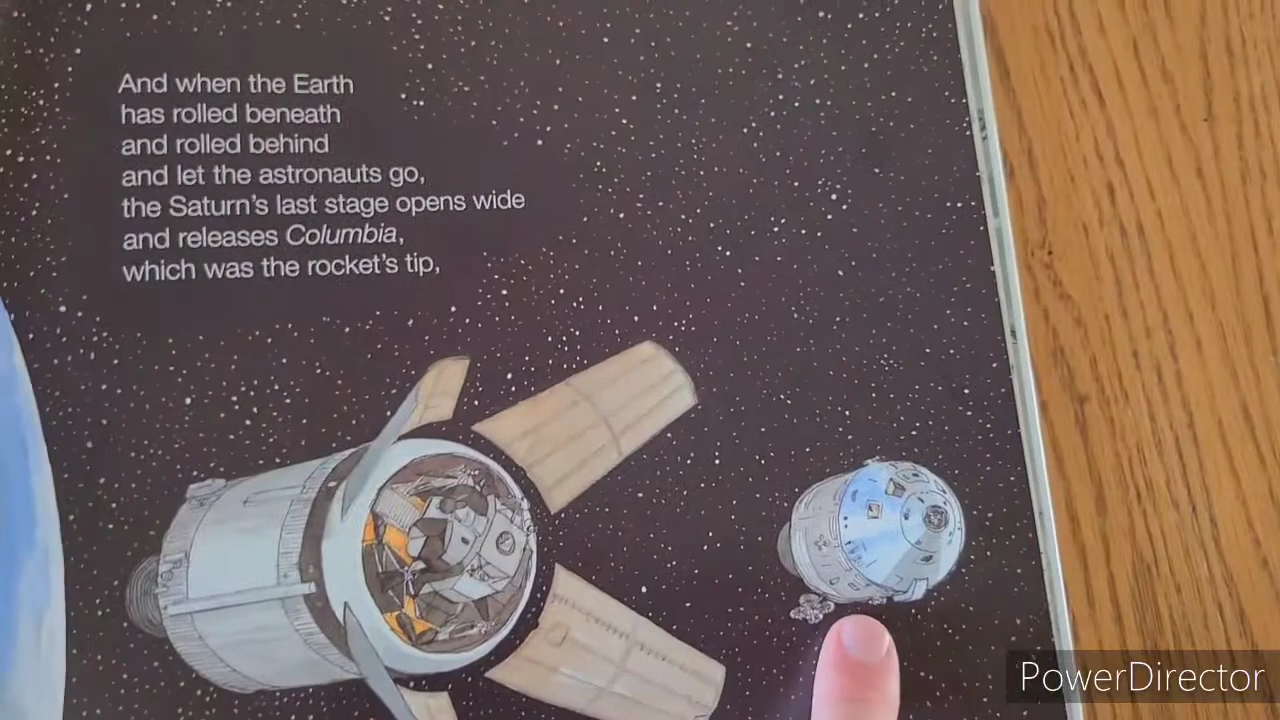 And when the Earth
has rolled beneath
and rolled behind
and let the astronauts go,
the Saturn's last stage opens wide
and releases Columbia,
which was the rocket's tip,
PowerDirector